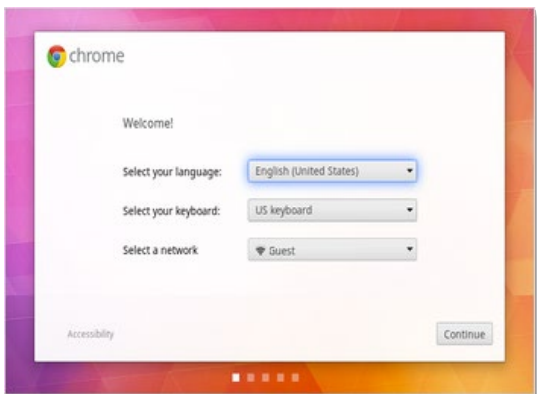 chrome
Welcome!
Select your language: English (United States)
Select your keyboard: US keyboard
Select a network Guest
Accessibility Continue